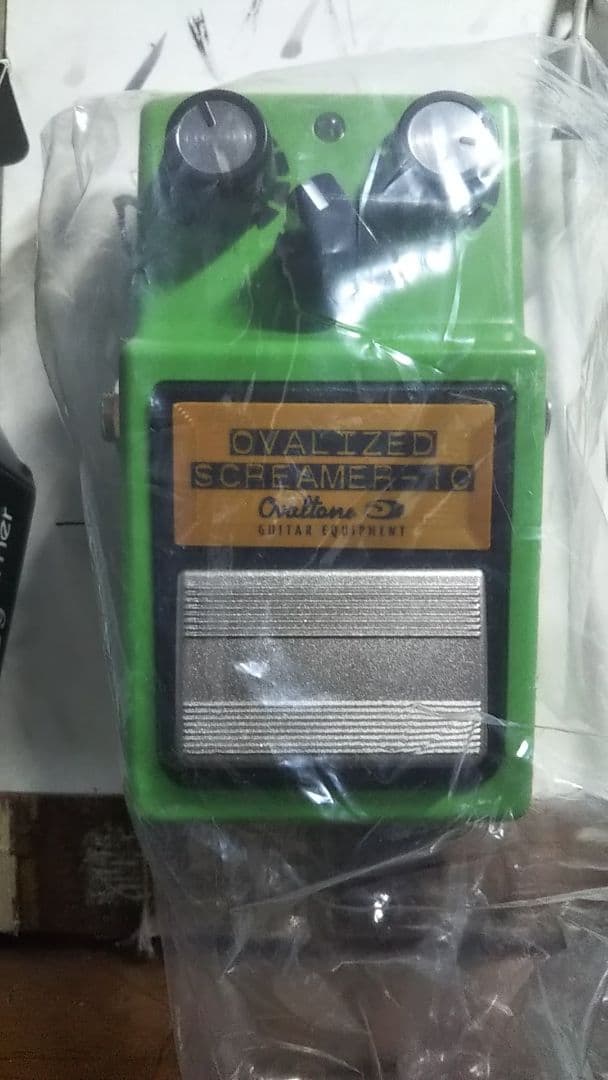 OVALIZED
SCREAMER-10
Ovaltone
GUITAR EQUIPMENT